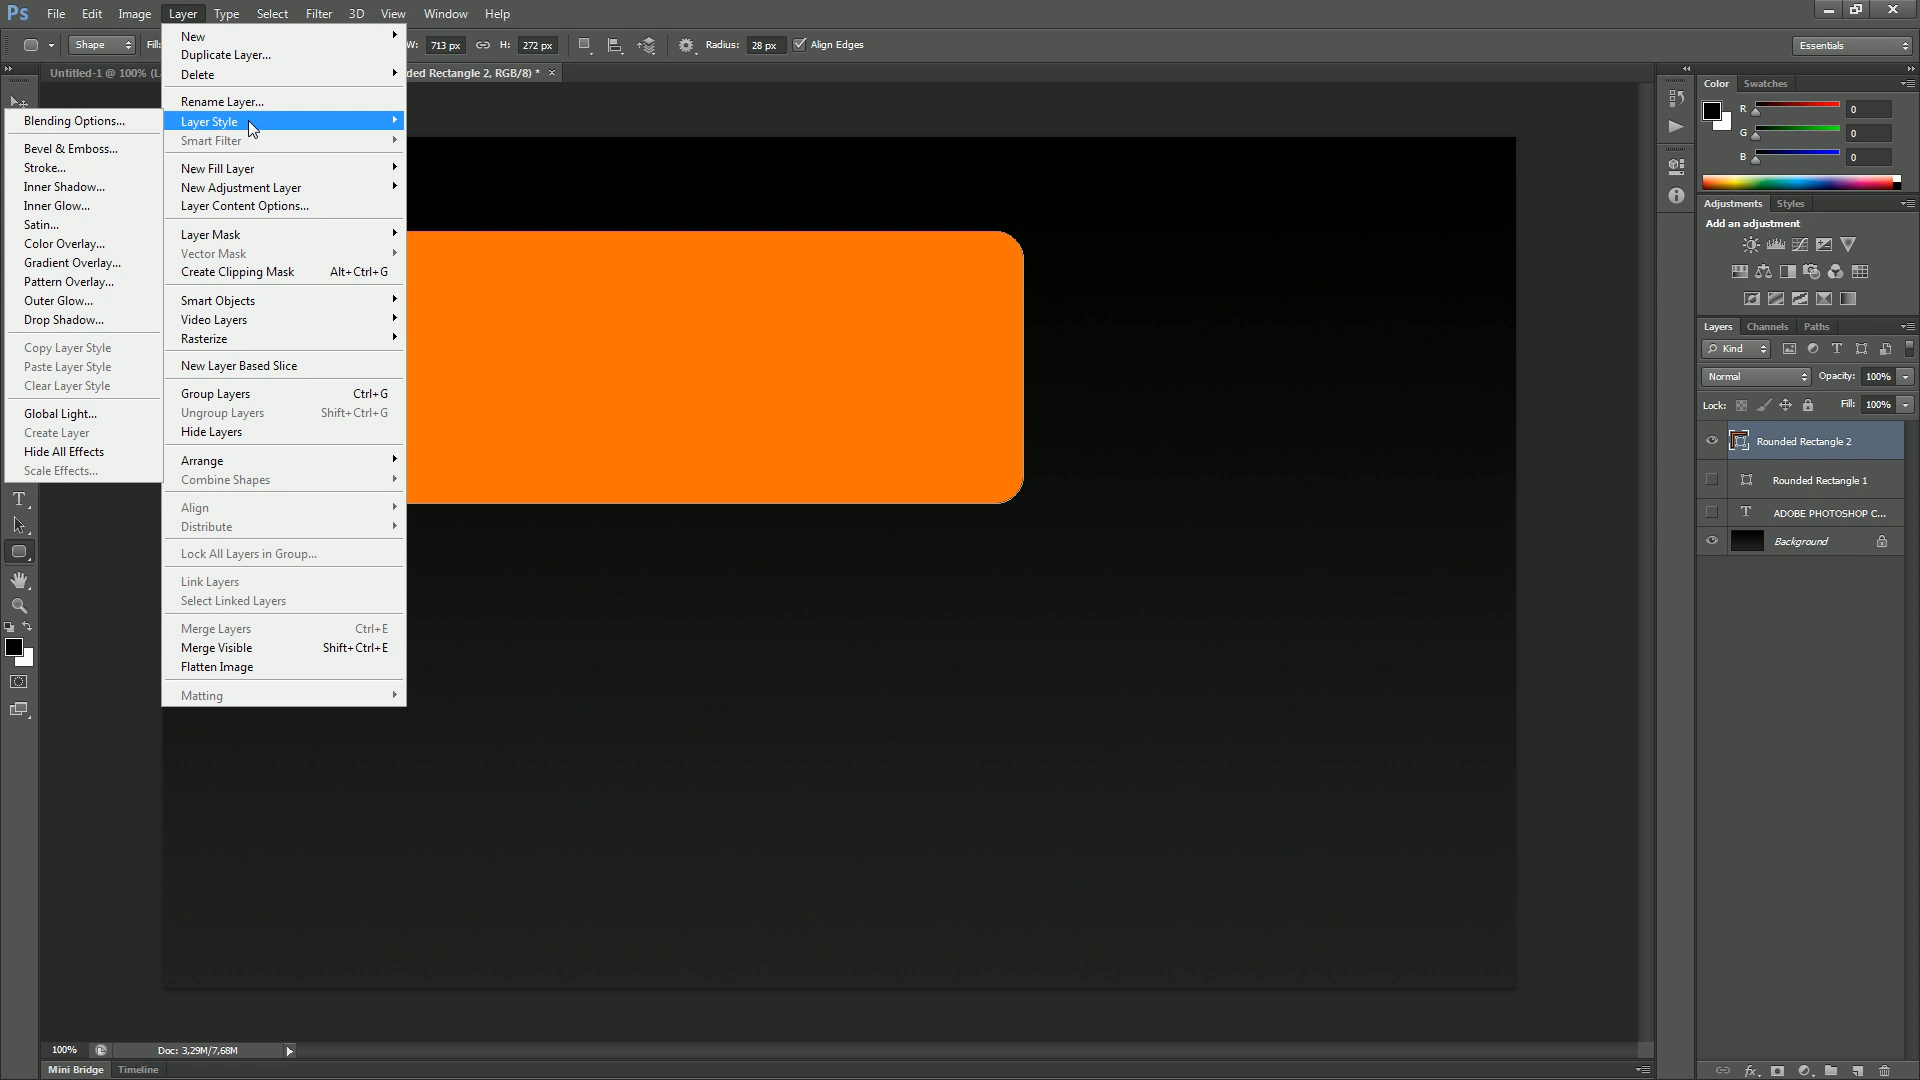 Ps File Edit Image Layer Type Select Filter 3D View Window Help
Shape Fill: W: 713 px H: 272 px Radius: 28 px Align Edges Essentials
Untitled-1 @ 100% (L ded Rectangle 2, RGB/8) * ×
New
Duplicate Layer...
Delete
Rename Layer...
Layer Style
Smart Filter
New Fill Layer
New Adjustment Layer
Layer Content Options...
Layer Mask
Vector Mask
Create Clipping Mask Alt+Ctrl+G
Smart Objects
Video Layers
Rasterize
New Layer Based Slice
Group Layers Ctrl+G
Ungroup Layers Shift+Ctrl+G
Hide Layers
Arrange
Combine Shapes
Align
Distribute
Lock All Layers in Group...
Link Layers
Select Linked Layers
Merge Layers Ctrl+E
Merge Visible Shift+Ctrl+E
Flatten Image
Matting
Blending Options...
Bevel & Emboss...
Stroke...
Inner Shadow...
Inner Glow...
Satin...
Color Overlay...
Gradient Overlay...
Pattern Overlay...
Outer Glow...
Drop Shadow...
Copy Layer Style
Paste Layer Style
Clear Layer Style
Global Light...
Create Layer
Hide All Effects
Scale Effects...
Color Swatches
R 0
G 0
B 0
Adjustments Styles
Add an adjustment
Layers Channels Paths
Kind
Normal Opacity: 100%
Lock: Fill: 100%
Rounded Rectangle 2
Rounded Rectangle 1
ADOBE PHOTOSHOP C...
Background
100% Doc: 3,29M/7,68M
Mini Bridge Timeline